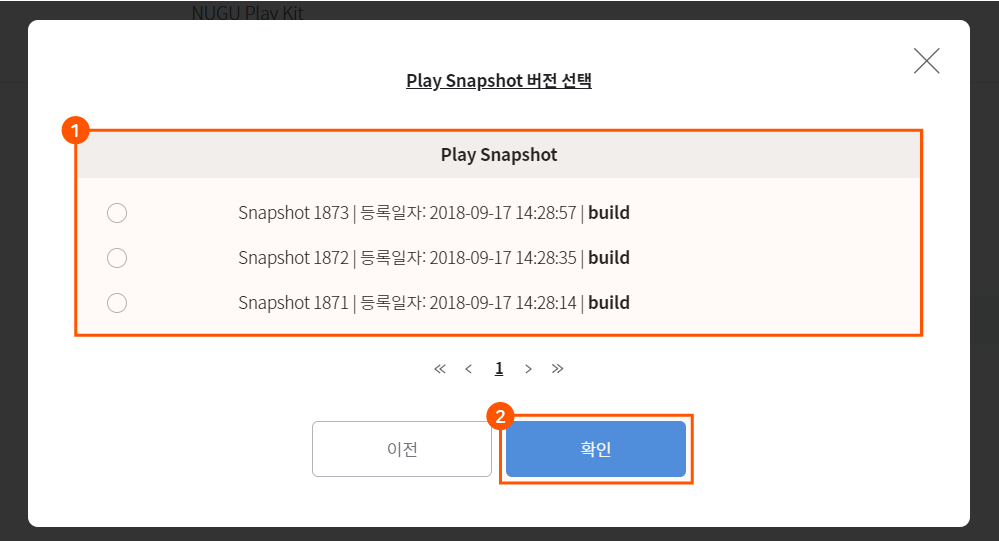 NUGU Play Kit
Play Snapshot 버전 선택
1
Play Snapshot
Snapshot 1873 | 등록일자: 2018-09-17 14:28:57 | build
Snapshot 1872 | 등록일자: 2018-09-17 14:28:35 | build
Snapshot 1871 | 등록일자: 2018-09-17 14:28:14 | build
« < 1 > »
2
이전 확인